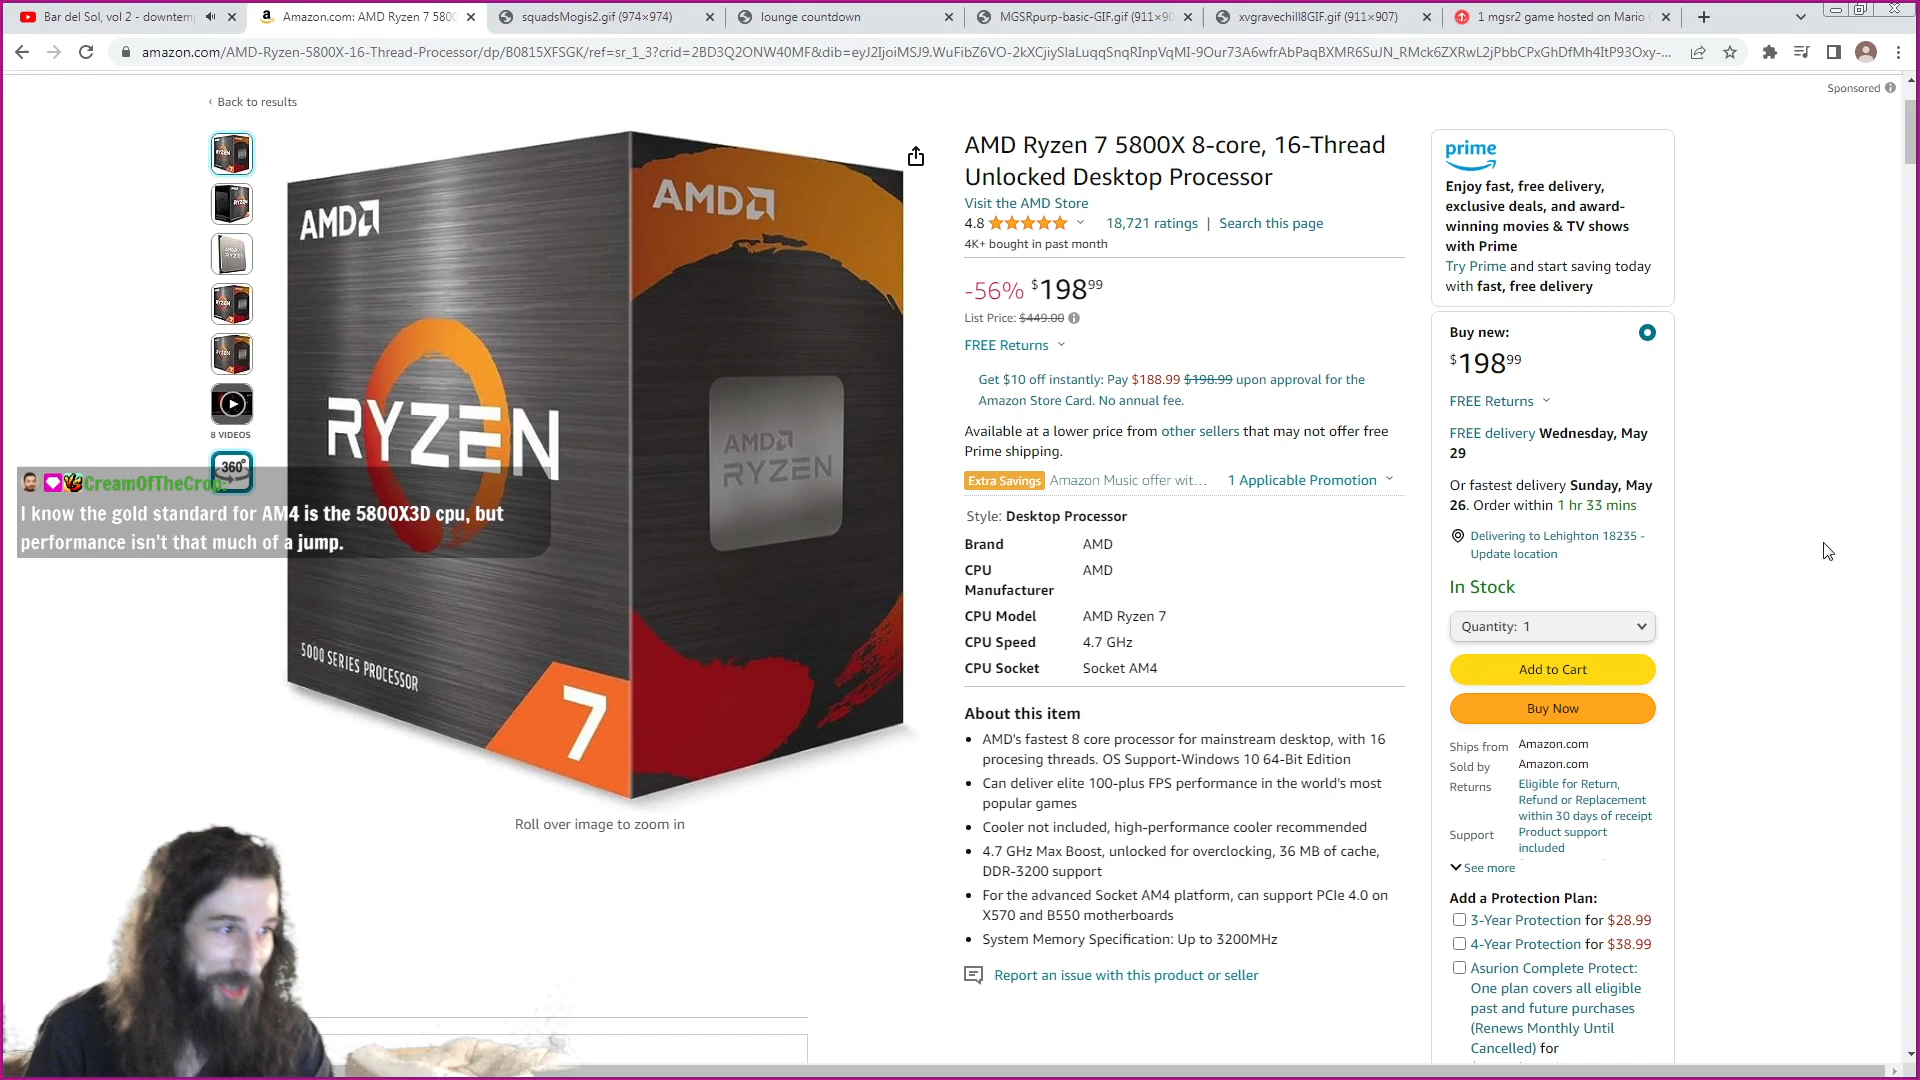 Bar del Sol, vol 2 - downtemp
Amazon.com: AMD Ryzen 7 5800
squadsMogis2.gif (974×974)
lounge countdown
MGSRpurp-basic-GIF.gif (911×90
xvgravechill8GIF.gif (911×907)
1 mgsr2 game hosted on Mario
amazon.com/AMD-Ryzen-5800X-16-Thread-Processor/dp/B0815XFSGK/ref=sr_1_3?crid=2BD3Q2ONW40MF&dib=eyJ2IjoiMSJ9.WuFibZ6VO-2kXCjiySIaLuqqSnqRInpVqMI-9Our73A6wfrAbPaqBXMR6SuJN_RMck6ZXRwL2jPbbCPxGhDfMh4ItP93Oxy-...
Sponsored
‹ Back to results
8 VIDEOS
360°
AMD
AMD
RYZEN
AMD
RYZEN
5000 SERIES PROCESSOR
7
CreamOfTheCrop:
I know the gold standard for AM4 is the 5800X3D cpu, but
performance isn't that much of a jump.
Roll over image to zoom in
AMD Ryzen 7 5800X 8-core, 16-Thread
Unlocked Desktop Processor
Visit the AMD Store
4.8 18,721 ratings | Search this page
4K+ bought in past month
-56% $198 99
List Price: $449.00
FREE Returns
Get $10 off instantly: Pay $188.99 $198.99 upon approval for the
Amazon Store Card. No annual fee.
Available at a lower price from other sellers that may not offer free
Prime shipping.
Extra Savings Amazon Music offer wit... 1 Applicable Promotion
Style: Desktop Processor
Brand AMD
CPU AMD
Manufacturer
CPU Model AMD Ryzen 7
CPU Speed 4.7 GHz
CPU Socket Socket AM4
About this item
AMD's fastest 8 core processor for mainstream desktop, with 16
procesing threads. OS Support-Windows 10 64-Bit Edition
Can deliver elite 100-plus FPS performance in the world's most
popular games
Cooler not included, high-performance cooler recommended
4.7 GHz Max Boost, unlocked for overclocking, 36 MB of cache,
DDR-3200 support
For the advanced Socket AM4 platform, can support PCIe 4.0 on
X570 and B550 motherboards
System Memory Specification: Up to 3200MHz
Report an issue with this product or seller
prime
Enjoy fast, free delivery,
exclusive deals, and award-
winning movies & TV shows
with Prime
Try Prime and start saving today
with fast, free delivery
Buy new:
$198 99
FREE Returns
FREE delivery Wednesday, May
29
Or fastest delivery Sunday, May
26. Order within 1 hr 33 mins
Delivering to Lehighton 18235 -
Update location
In Stock
Quantity: 1
Add to Cart
Buy Now
Ships from Amazon.com
Sold by Amazon.com
Returns Eligible for Return,
Refund or Replacement
within 30 days of receipt
Support Product support
included
See more
Add a Protection Plan:
3-Year Protection for $28.99
4-Year Protection for $38.99
Asurion Complete Protect:
One plan covers all eligible
past and future purchases
(Renews Monthly Until
Cancelled) for